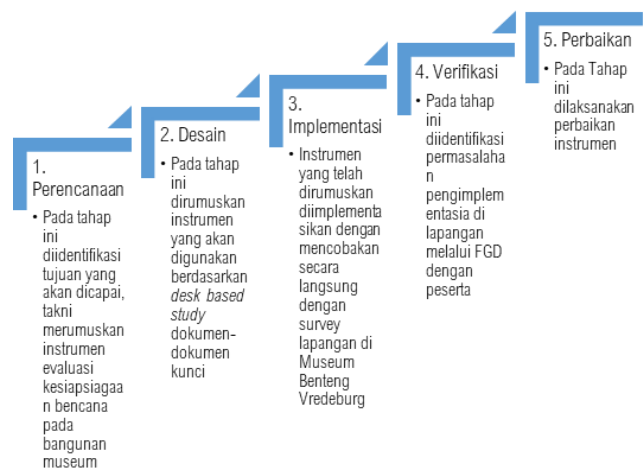 1.
Perencanaan
• Pada tahap
ini
diidentifikasi
tujuan yang
akan dicapai,
takni
merumuskan
instrumen
evaluasi
kesiapsiagaa
n bencana
pada
bangunan
museum
2. Desain
• Pada tahap
ini
dirumuskan
instrumen
yang akan
digunakan
berdasarkan
desk based
study
dokumen-
dokumen
kunci
3.
Implementasi
• Instrumen
yang telah
dirumuskan
diimplementa
sikan dengan
mencobakan
secara
langsung
dengan
survey
lapangan di
Museum
Benteng
Vredeburg
4. Verifikasi
• Pada tahap
ini
diidentifikasi
permasalaha
n
pengimplem
entasia di
lapangan
melalui FGD
dengan
peserta
5. Perbaikan
• Pada Tahap
ini
dilaksanakan
perbaikan
instrumen